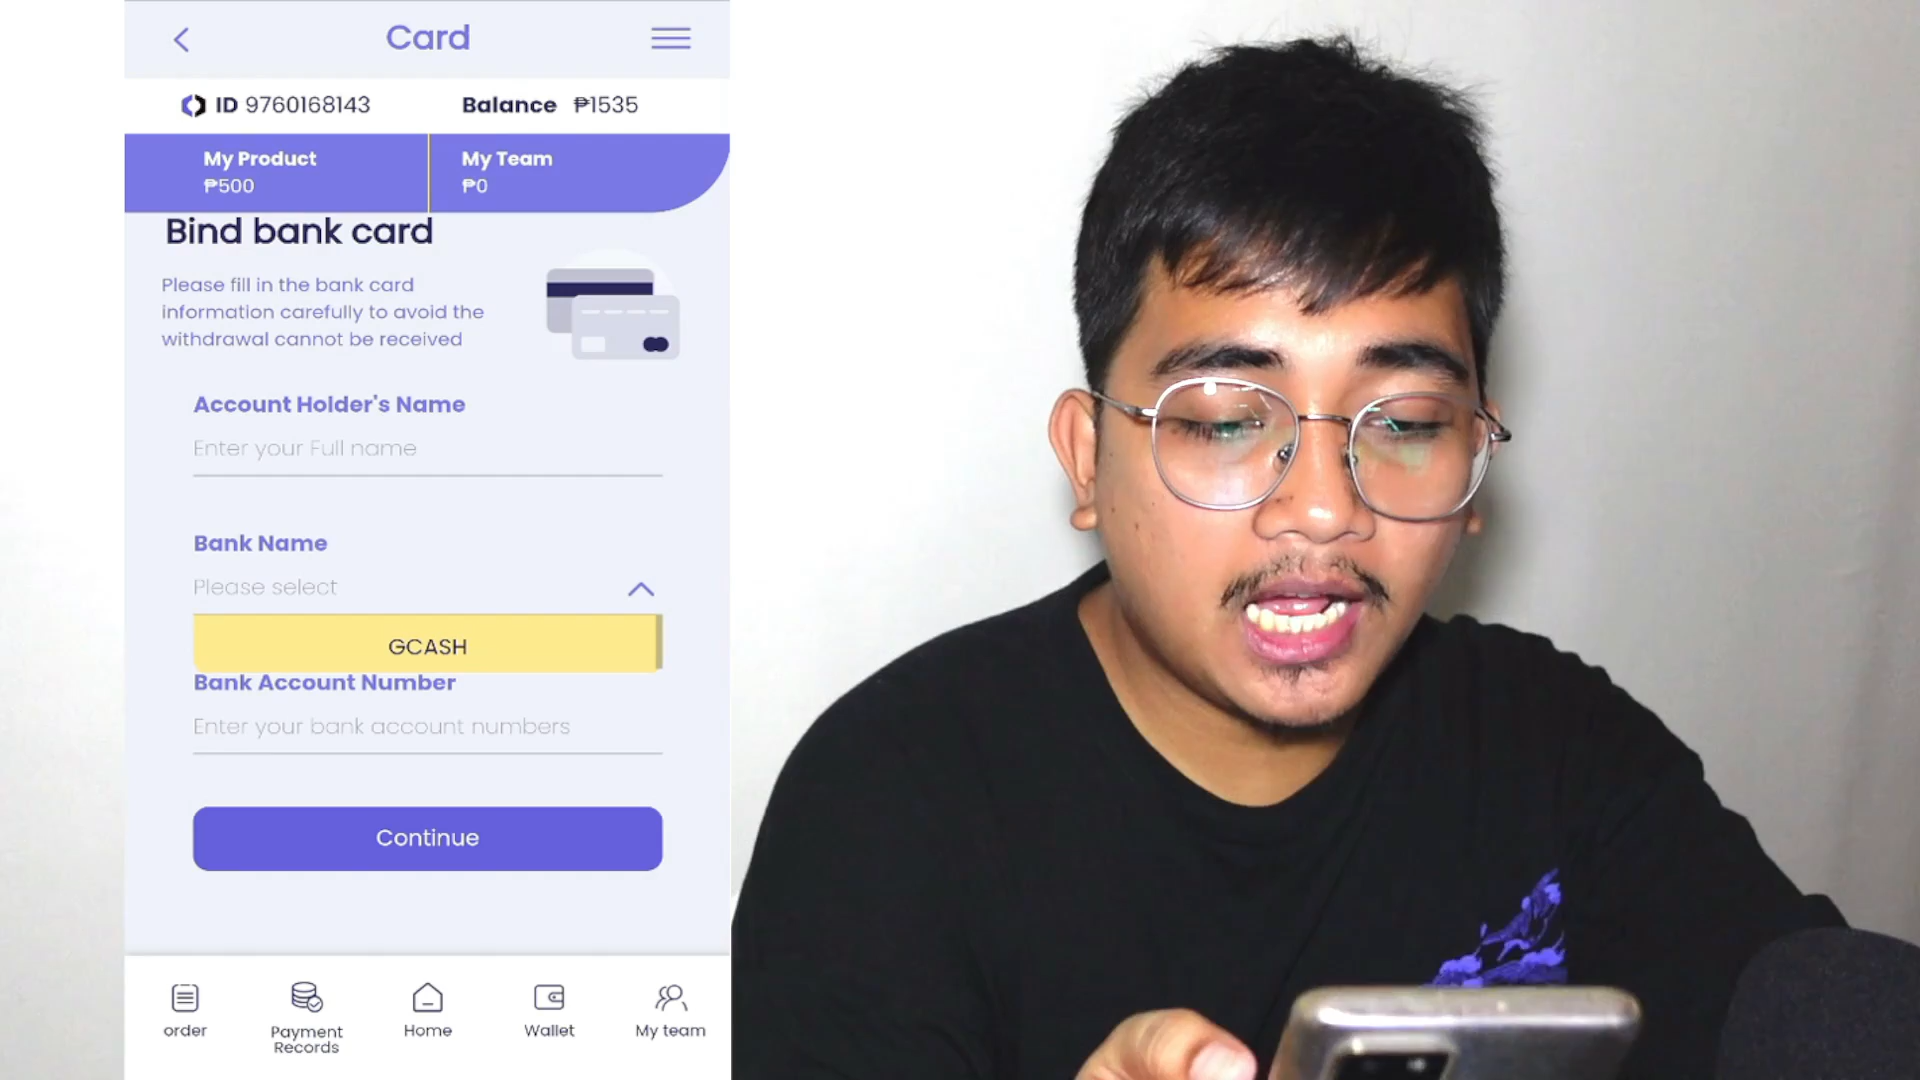 Card
ID 9760168143
Balance ₱1535
My Product
₱500
My Team
₱0
Bind bank card
Please fill in the bank card
information carefully to avoid the
withdrawal cannot be received
Account Holder's Name
Enter your Full name
Bank Name
Please select
GCASH
Bank Account Number
Enter your bank account numbers
Continue
order
Payment
Records
Home
Wallet
My team